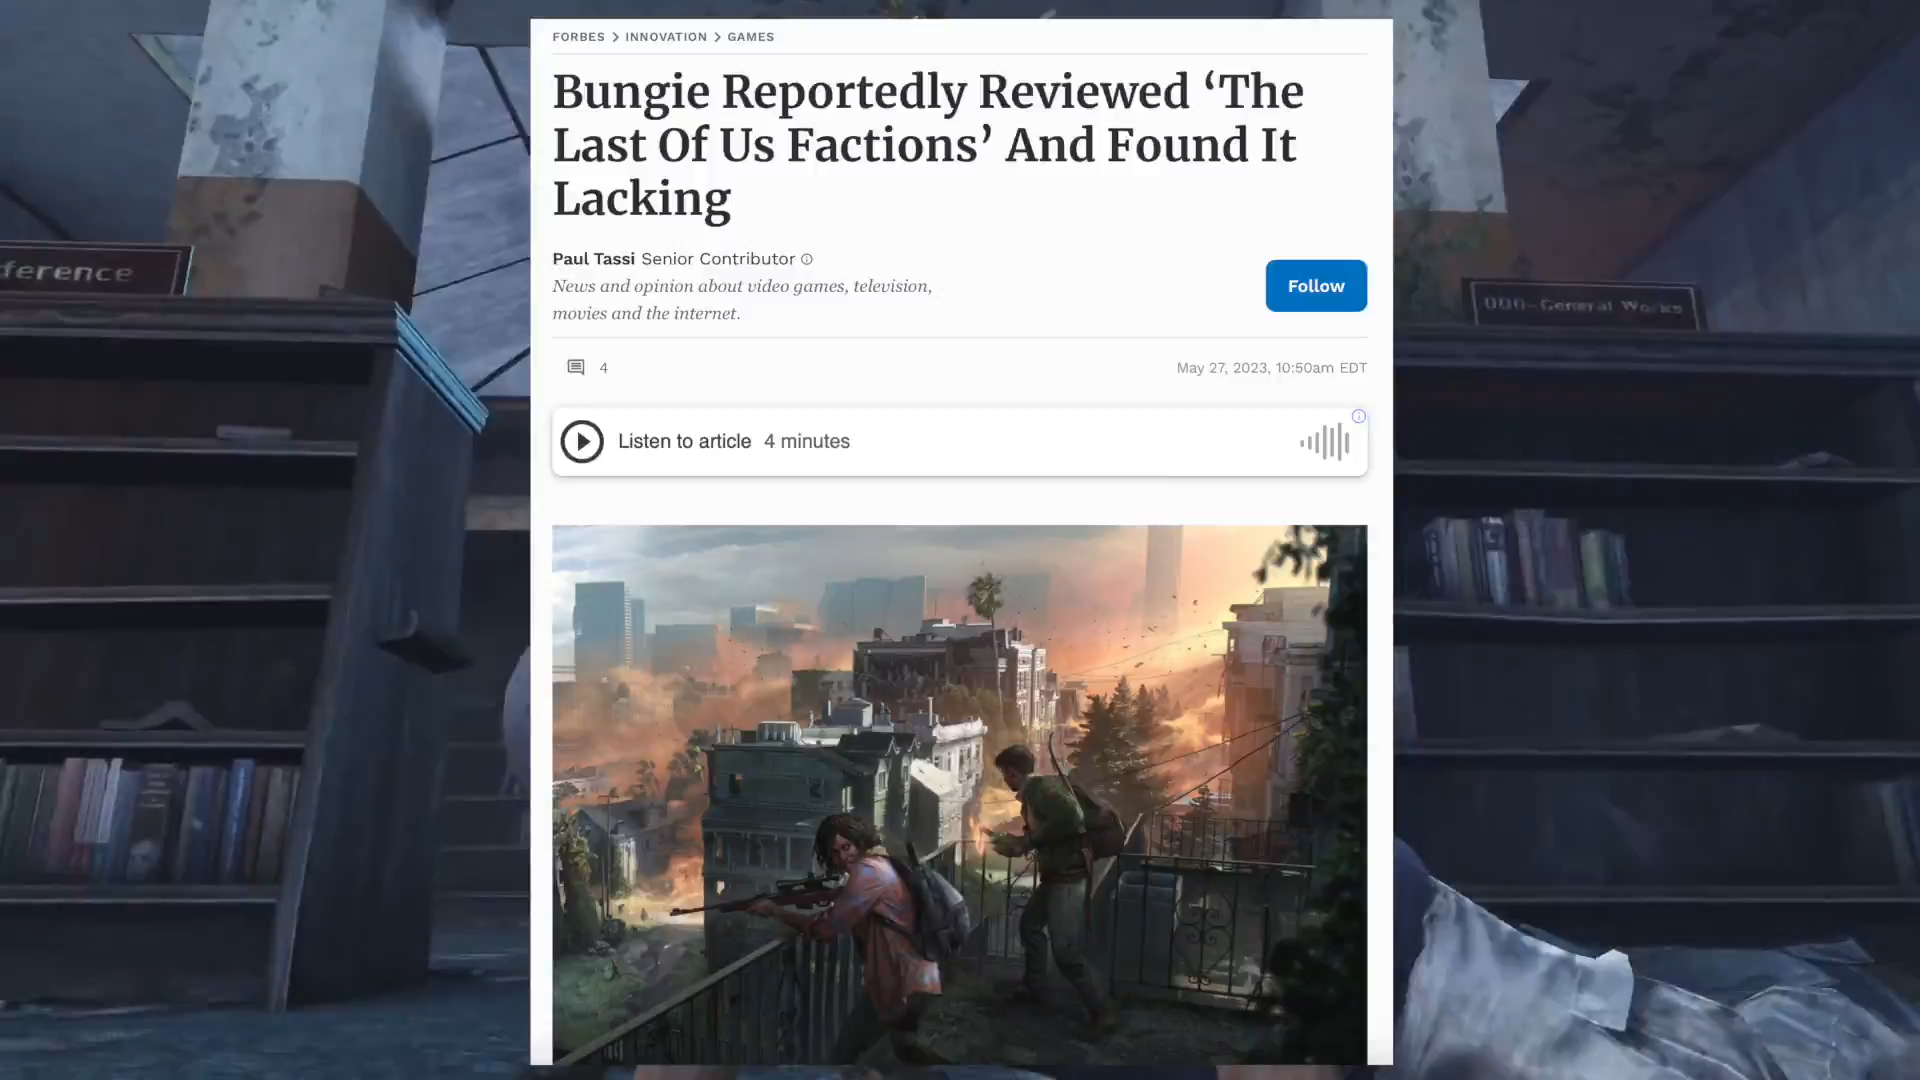 FORBES > INNOVATION > GAMES
Bungie Reportedly Reviewed ‘The
Last Of Us Factions’ And Found It
Lacking
Paul Tassi Senior Contributor
News and opinion about video games, television,
movies and the internet.
Follow
4
May 27, 2023, 10:50am EDT
Listen to article 4 minutes
ference
000-General Works